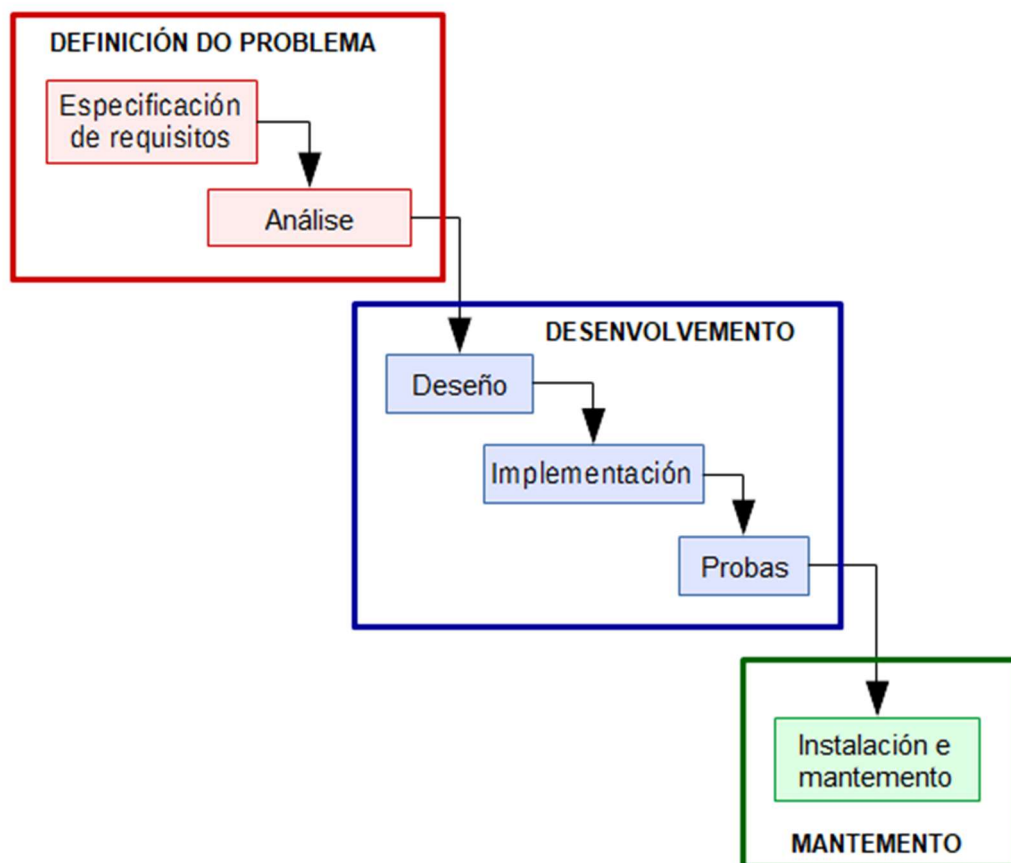 DEFINICIÓN DO PROBLEMA
Especificación
de requisitos
Análise
DESENVOLVEMENTO
Deseño
Implementación
Probas
Instalación e
mantemento
MANTEMENTO